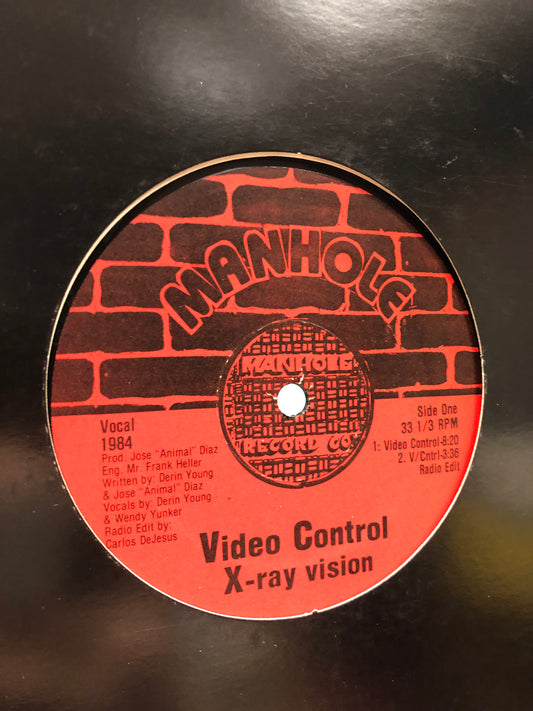 MANHOLE
MANHOLE
RECORD CO
Vocal
1984
Prod: Jose "Animal" Diaz
Eng. Mr. Frank Heller
Written by: Derin Young
& Jose "Animal" Diaz
Vocals by: Derin Young
& Wendy Yunker
Radio Edit by:
Carlos DeJesus
Side One
33 1/3 RPM
1: Video Control-8:20
2. V/Cntrl-3:36
Radio Edit
Video Control
X-ray vision